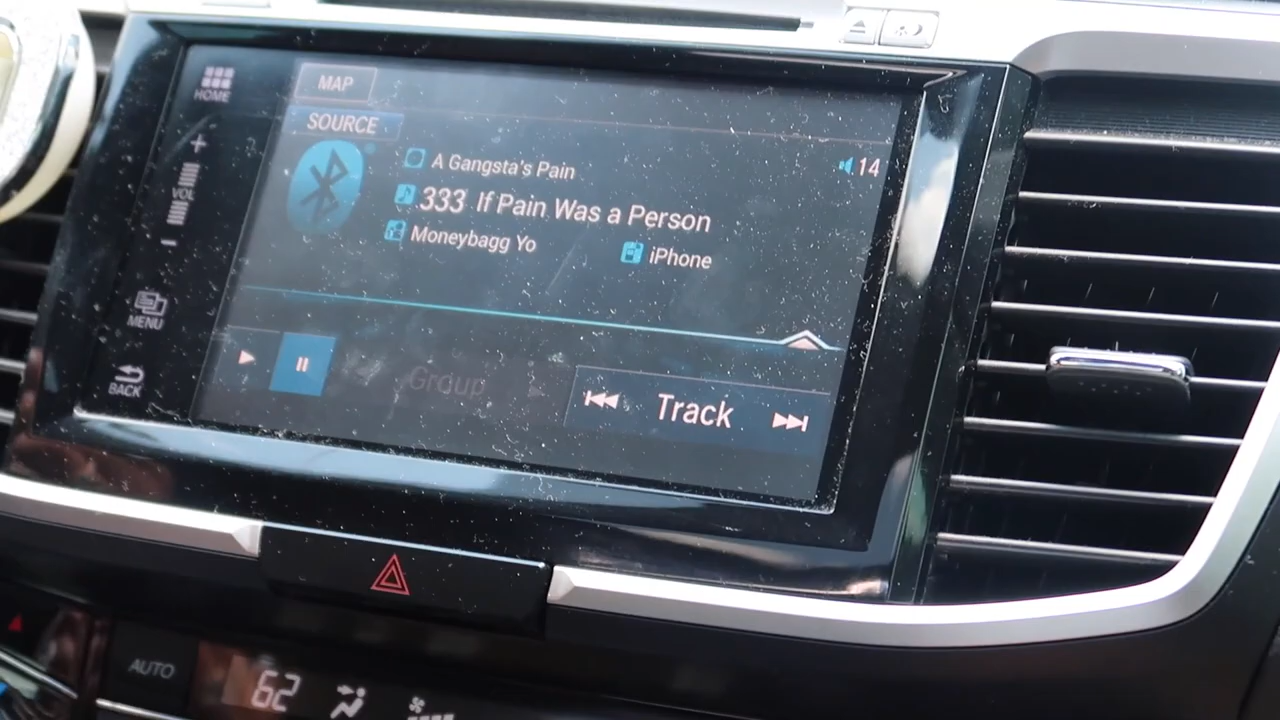 HOME
MAP
SOURCE
VOL
A Gangsta's Pain
14
333 If Pain Was a Person
Moneybagg Yo
iPhone
MENU
BACK
Group
Track
AUTO
62